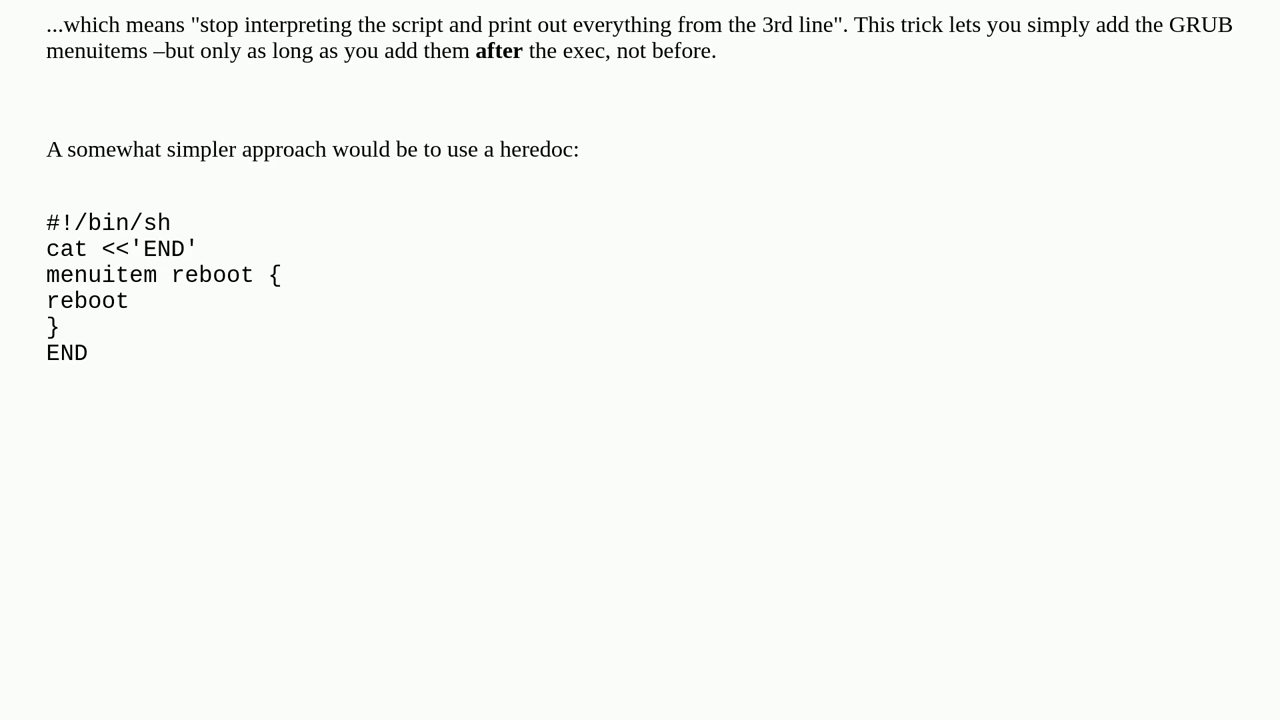 ...which means "stop interpreting the script and print out everything from the 3rd line". This trick lets you simply add the GRUB
menuitems –but only as long as you add them after the exec, not before.
A somewhat simpler approach would be to use a heredoc:
#!/bin/sh
cat <<'END'
menuitem reboot {
reboot
}
END